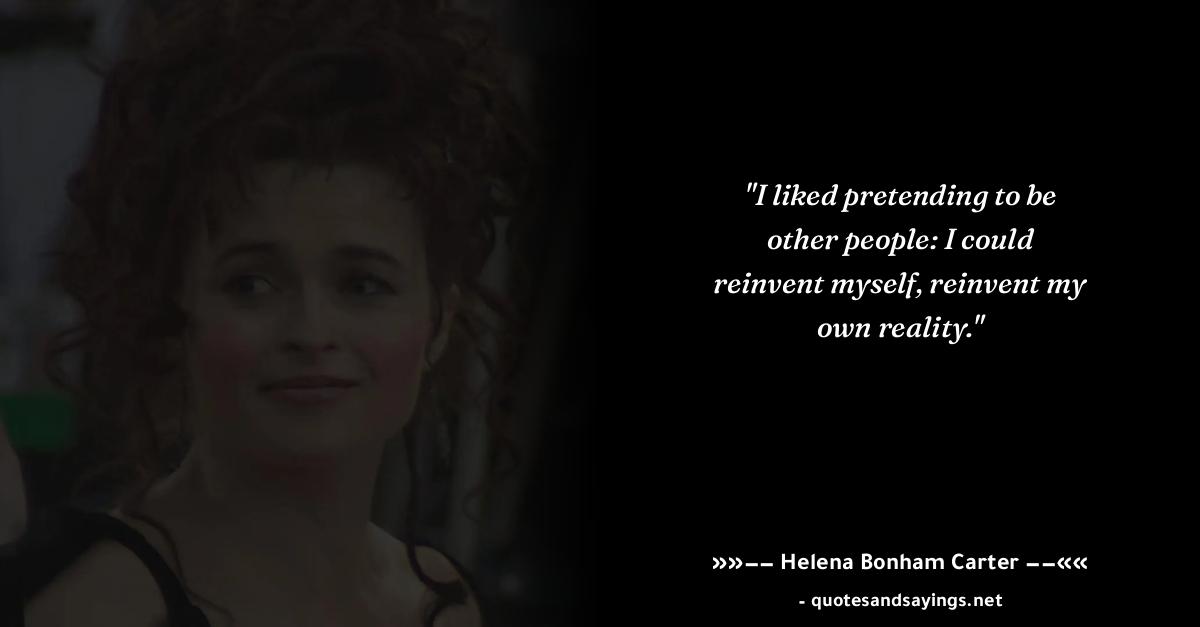 "I liked pretending to be
other people: I could
reinvent myself, reinvent my
own reality."
»»−− Helena Bonham Carter −−««
- quotesandsayings.net